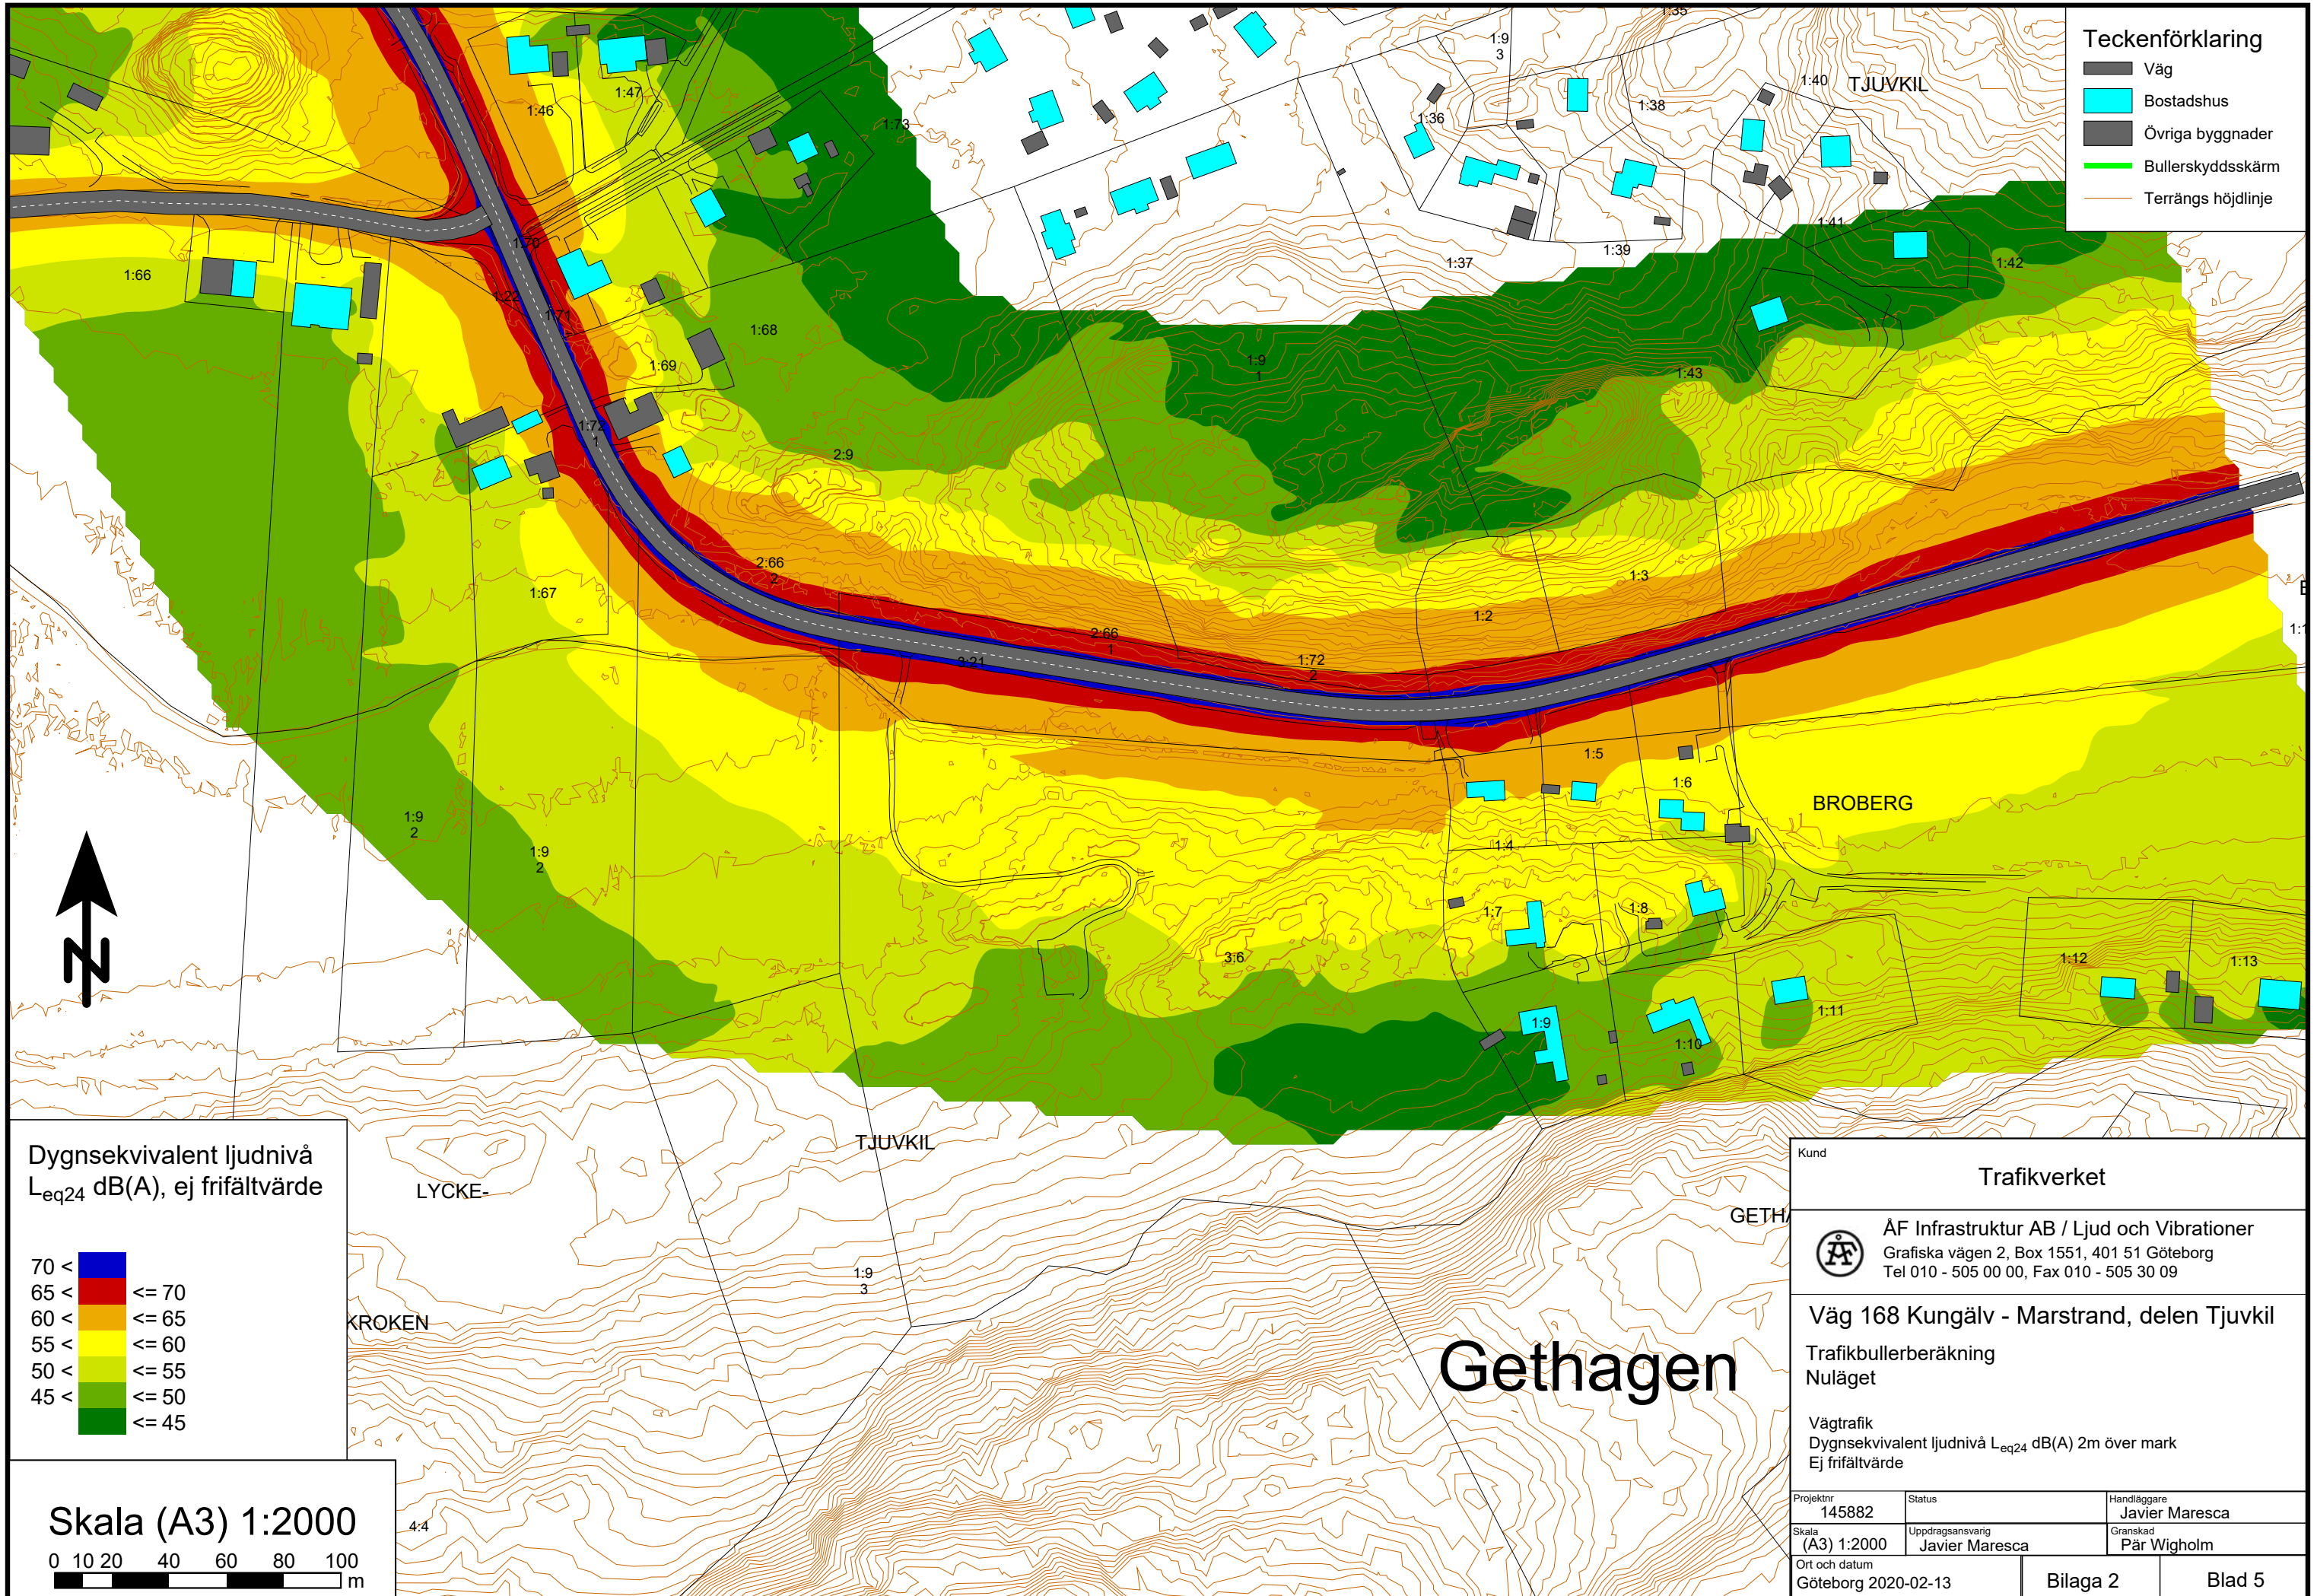 Teckenförklaring
Väg
Bostadshus
Övriga byggnader
Bullerskyddsskärm
Terrängs höjdlinje
1:35
1:9
3
1:40
TJUVKIL
1:47
1:46
1:38
1:36
1:73
1:41
1:70
1:39
1:42
1:37
1:66
1:22
1:71
1:68
1:9
1
1:69
1:43
1:72
1
2:9
2:66
2
1:3
1:67
1:2
2:66
1
3:21
1:72
2
1:5
1:6
BROBERG
1:9
2
1:9
2
1:4
1:7
1:8
3:6
1:12
1:13
1:11
1:9
1:10
TJUVKIL
LYCKE-
KROKEN
1:9
3
Gethagen
4:4
Dygnsekvivalent ljudnivå
Leq24 dB(A), ej frifältvärde
70 <
65 < <= 70
60 < <= 65
55 < <= 60
50 < <= 55
45 < <= 50
<= 45
Skala (A3) 1:2000
0 10 20 40 60 80 100
m
Kund
Trafikverket
ÅF
ÅF Infrastruktur AB / Ljud och Vibrationer
Grafiska vägen 2, Box 1551, 401 51 Göteborg
Tel 010 - 505 00 00, Fax 010 - 505 30 09
Väg 168 Kungälv - Marstrand, delen Tjuvkil
Trafikbullerberäkning
Nuläget
Vägtrafik
Dygnsekvivalent ljudnivå Leq24 dB(A) 2m över mark
Ej frifältvärde
Projektnr
145882
Status
Handläggare
Javier Maresca
Skala
(A3) 1:2000
Uppdragsansvarig
Javier Maresca
Granskad
Pär Wigholm
Ort och datum
Göteborg 2020-02-13
Bilaga 2
Blad 5
N